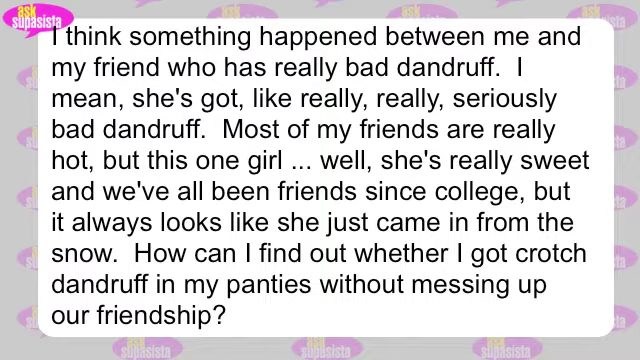 ask
supasista
I think something happened between me and
my friend who has really bad dandruff.  I
mean, she's got, like really, really, seriously
bad dandruff.  Most of my friends are really
hot, but this one girl ... well, she's really sweet
and we've all been friends since college, but
it always looks like she just came in from the
snow.  How can I find out whether I got crotch
dandruff in my panties without messing up
our friendship?